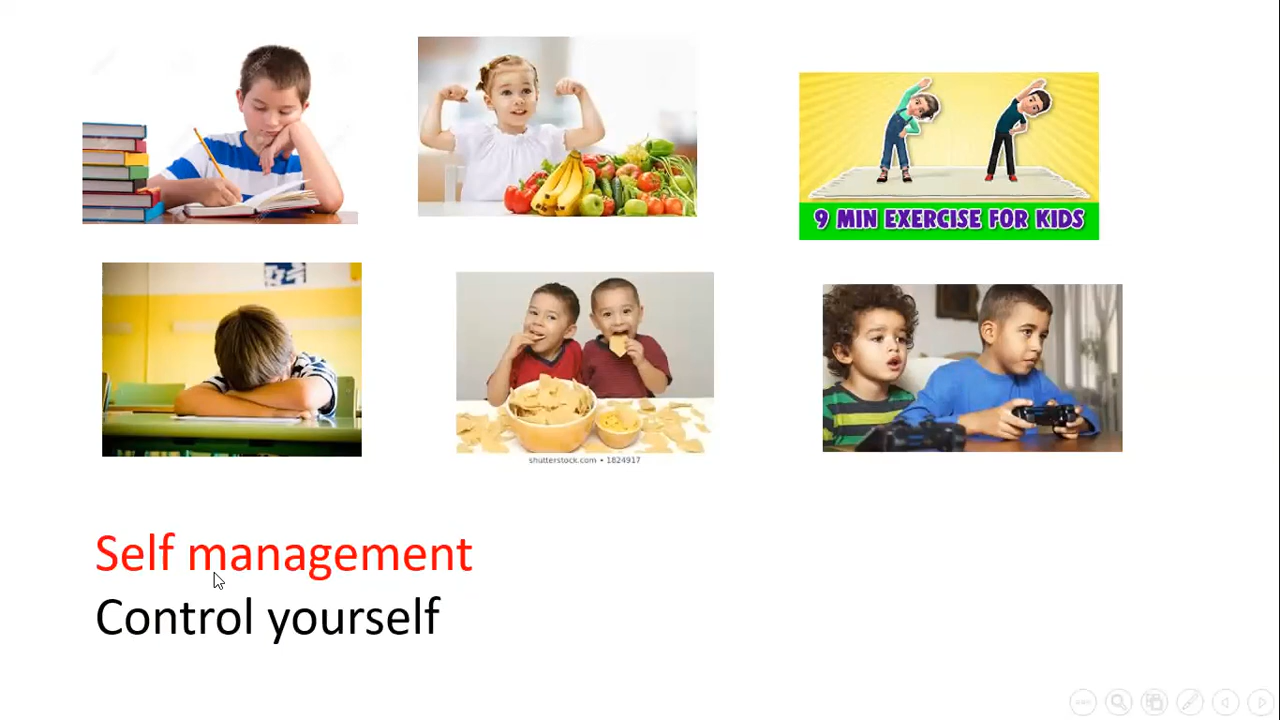 9 MIN EXERCISE FOR KIDS
shutterstock.com • 1824917
Self management
Control yourself